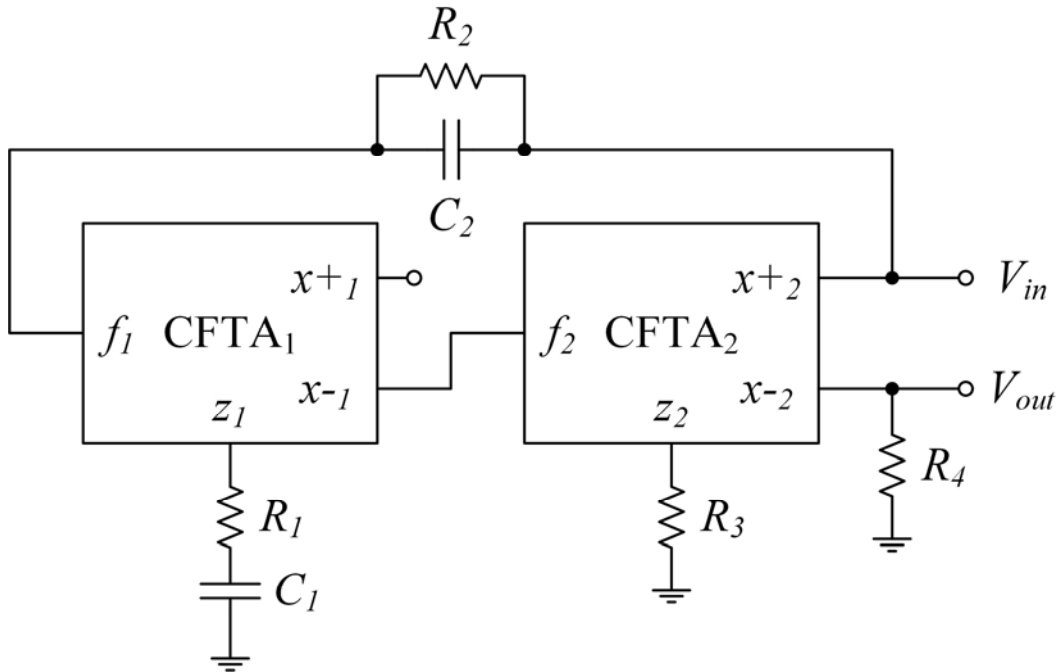 R2
C2
x+1
f1 CFTA1
x-1
z1
x+2
f2 CFTA2
x-2
z2
Vin
Vout
R1
C1
R3
R4